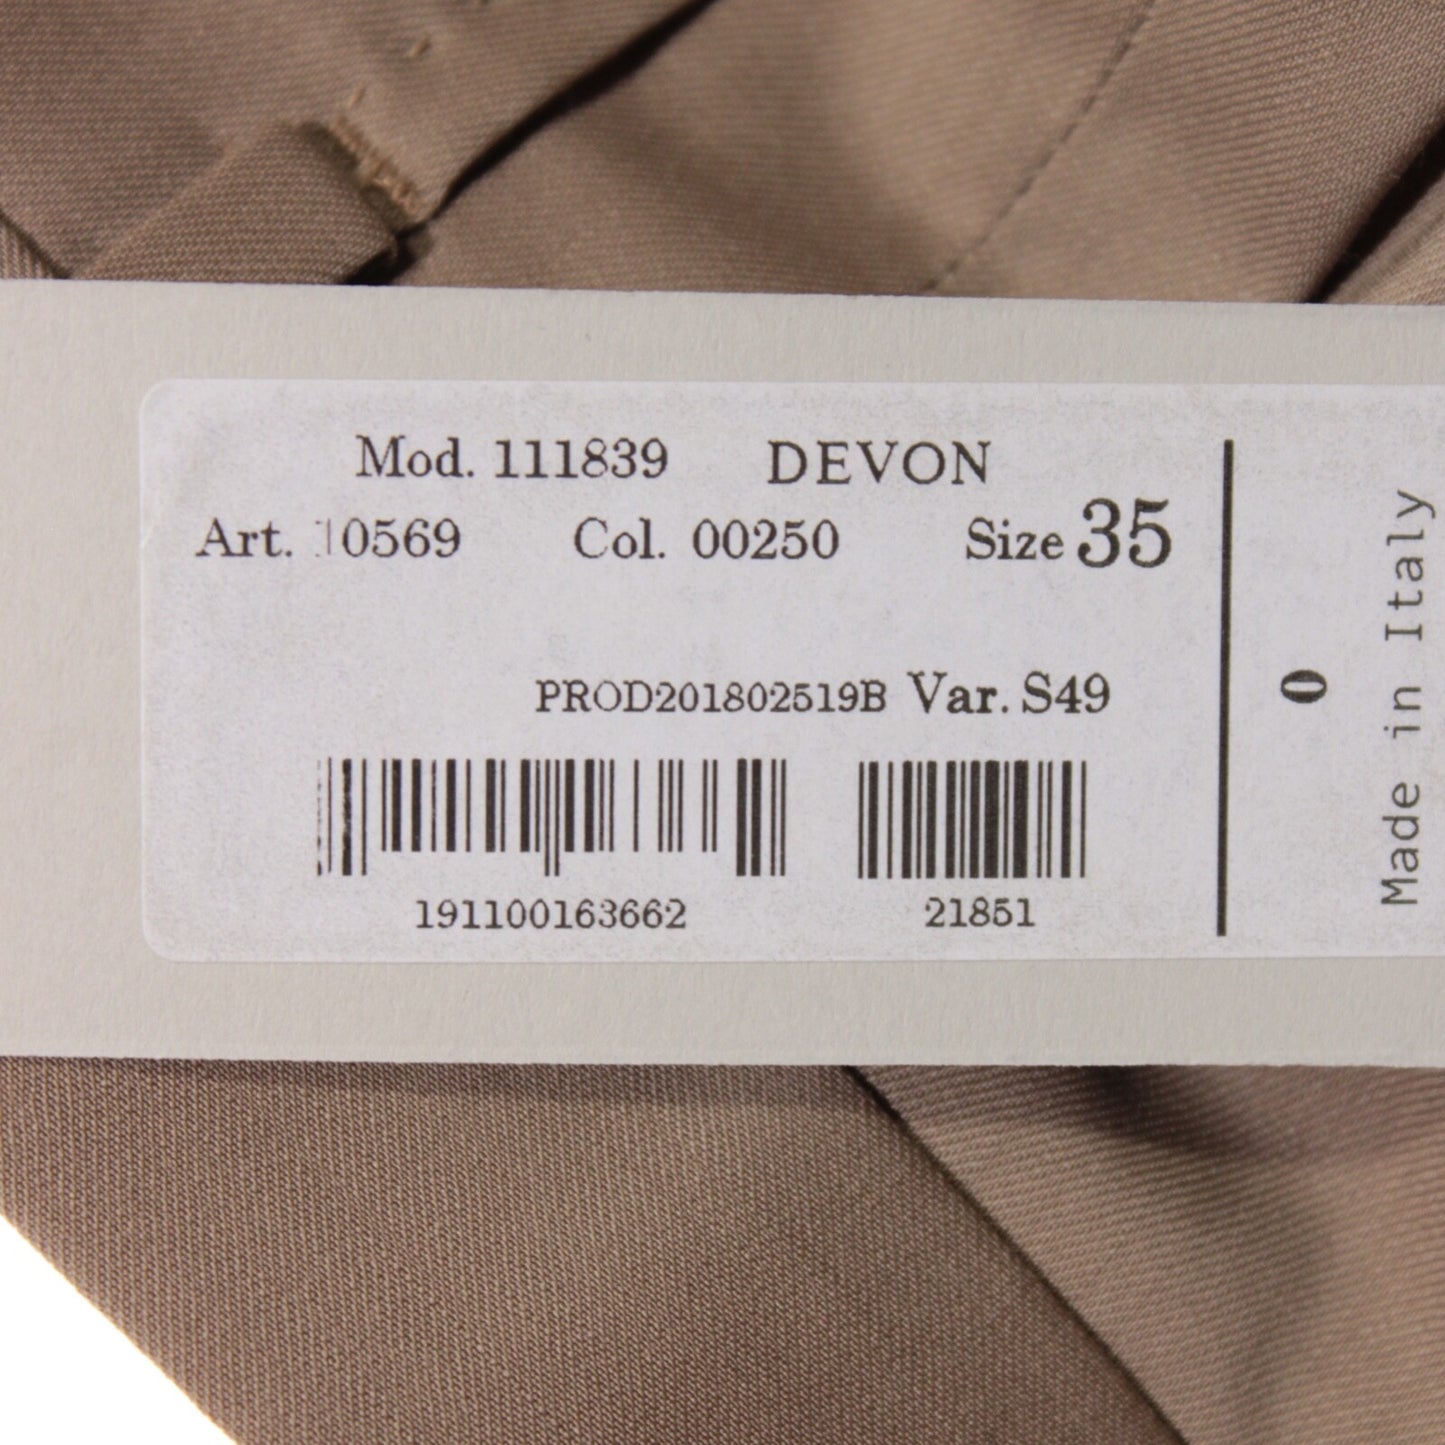 Mod. 111839 DEVON
Art. 10569 Col. 00250 Size 35
PROD201802519B Var. S49
191100163662 21851
0
Made in Italy